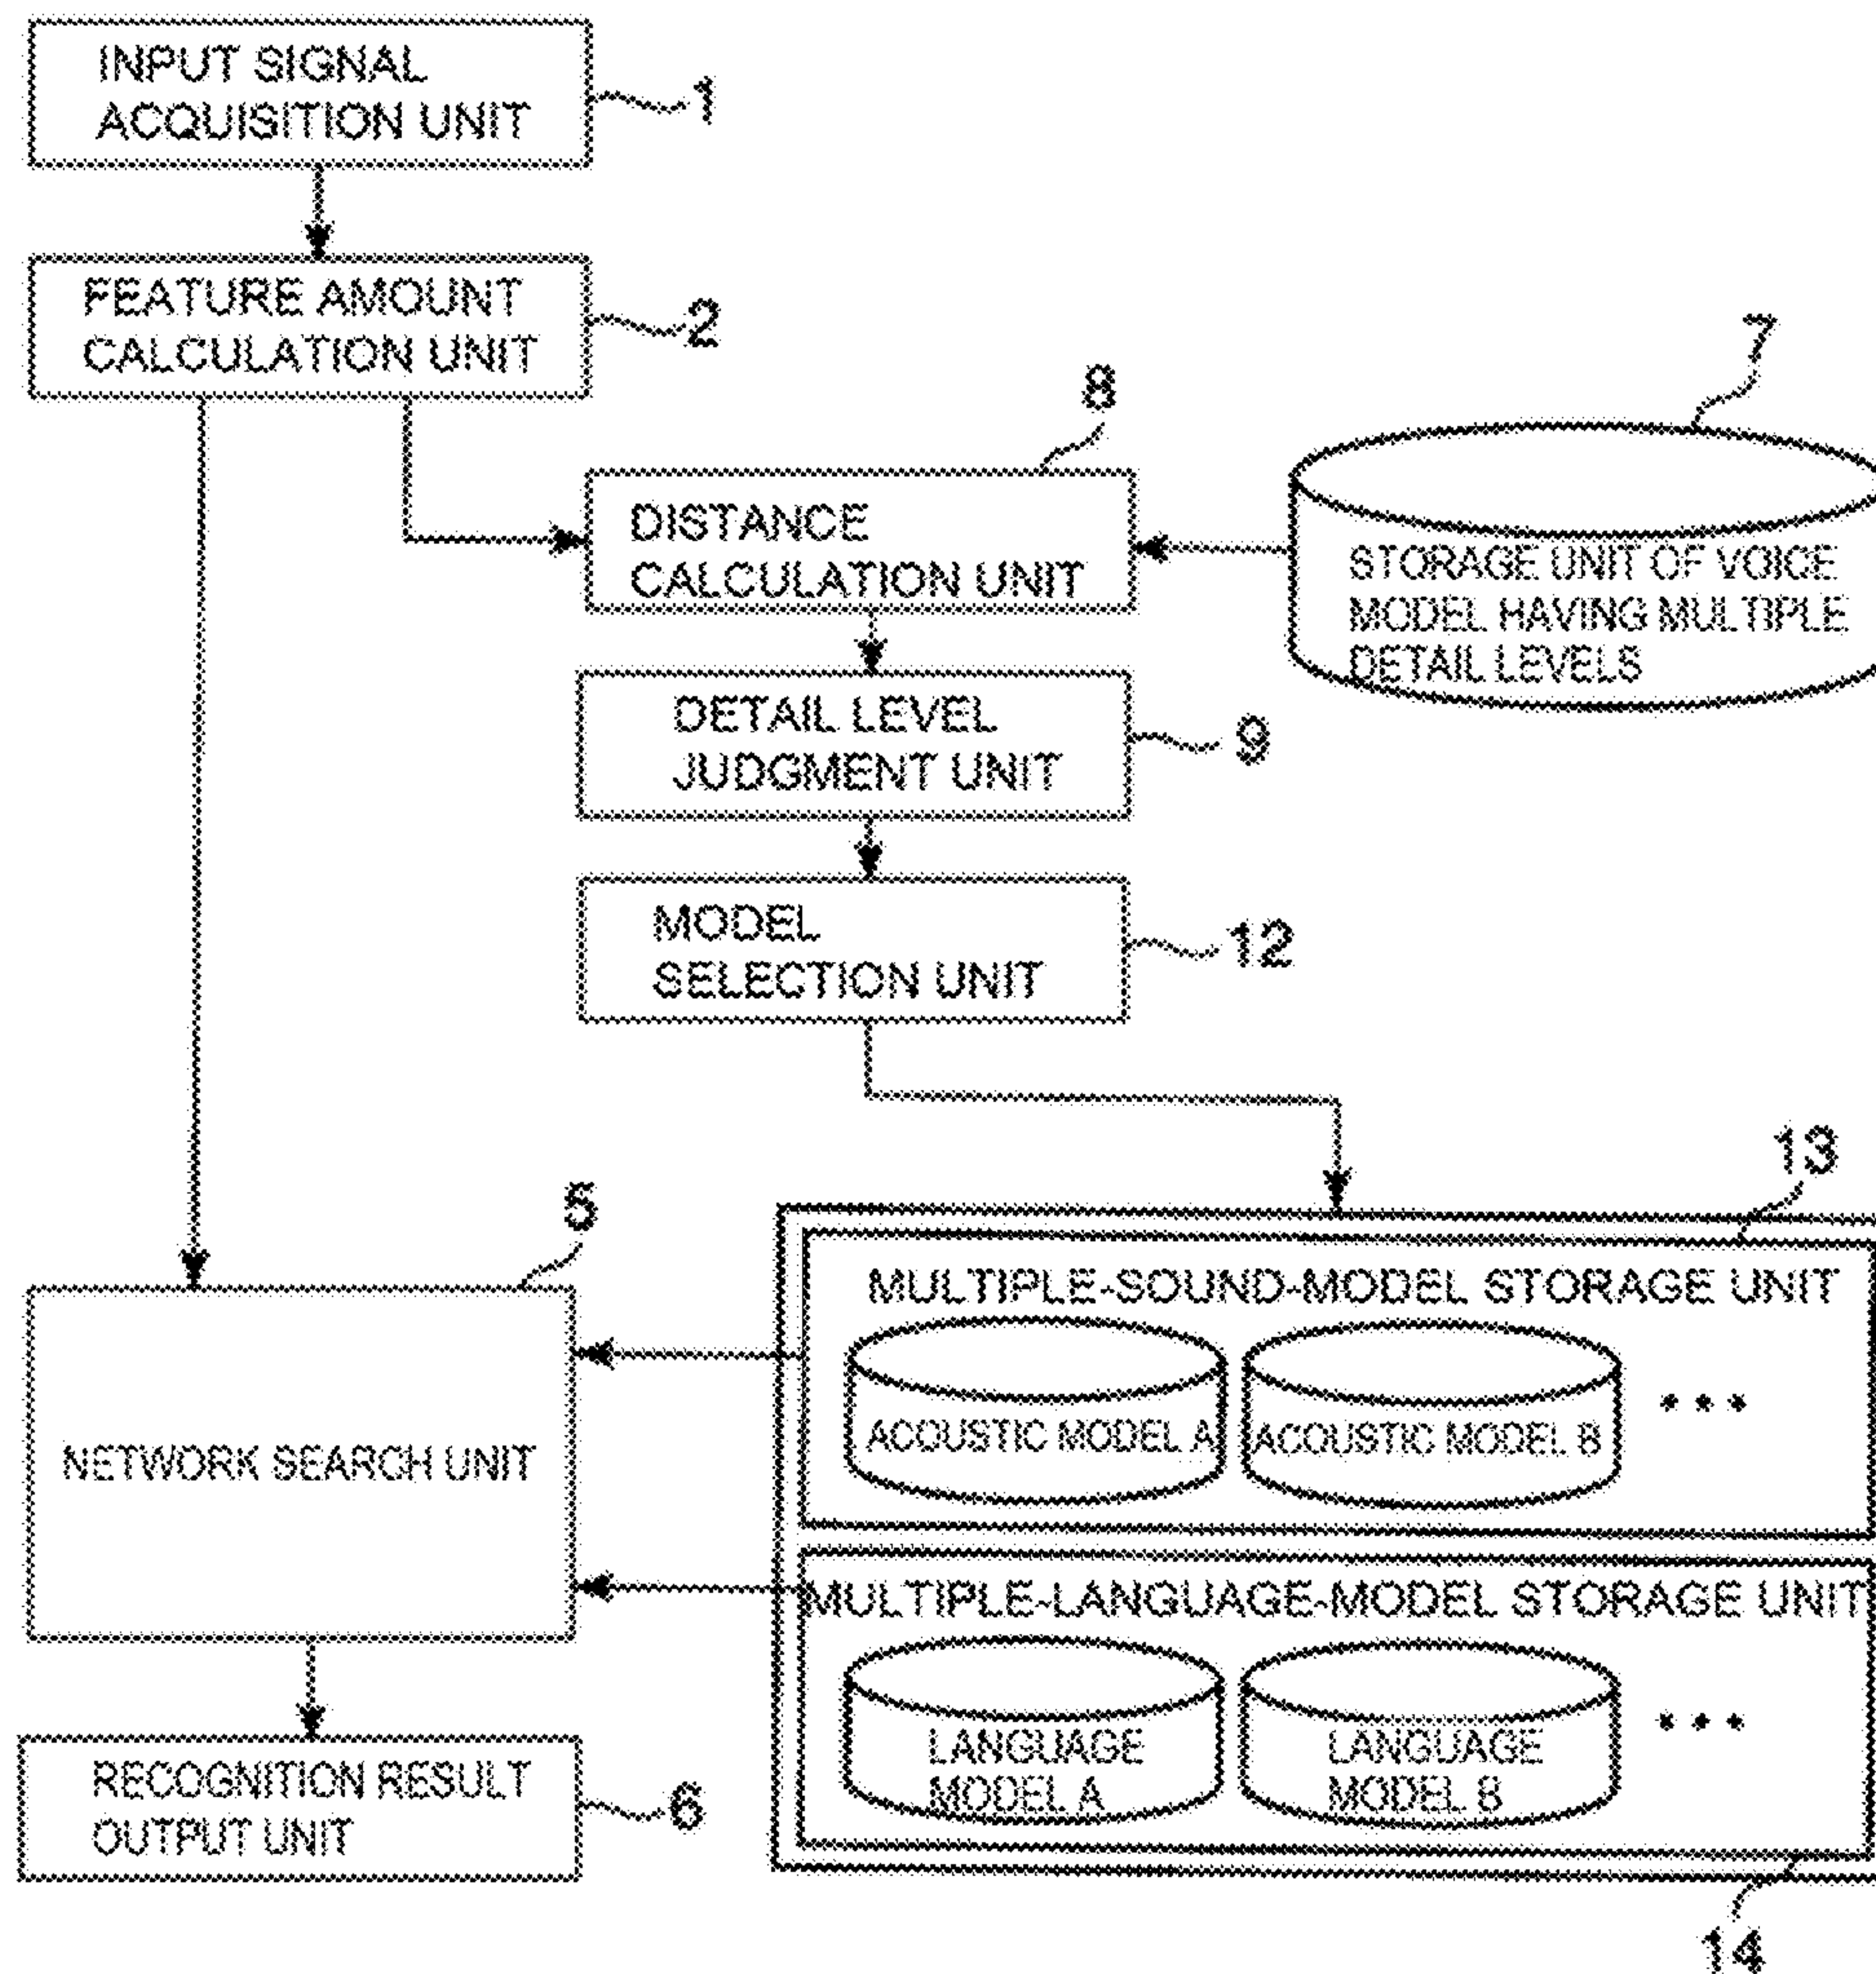 INPUT SIGNAL
ACQUISITION UNIT
1
FEATURE AMOUNT
CALCULATION UNIT
2
7
8
DISTANCE
CALCULATION UNIT
STORAGE UNIT OF VOICE
MODEL HAVING MULTIPLE
DETAIL LEVELS
DETAIL LEVEL
JUDGMENT UNIT
9
MODEL
SELECTION UNIT
12
13
5
MULTIPLE-SOUND-MODEL STORAGE UNIT
ACOUSTIC MODEL A
ACOUSTIC MODEL B
• • •
NETWORK SEARCH UNIT
MULTIPLE-LANGUAGE-MODEL STORAGE UNIT
LANGUAGE
MODEL A
LANGUAGE
MODEL B
• • •
RECOGNITION RESULT
OUTPUT UNIT
6
14